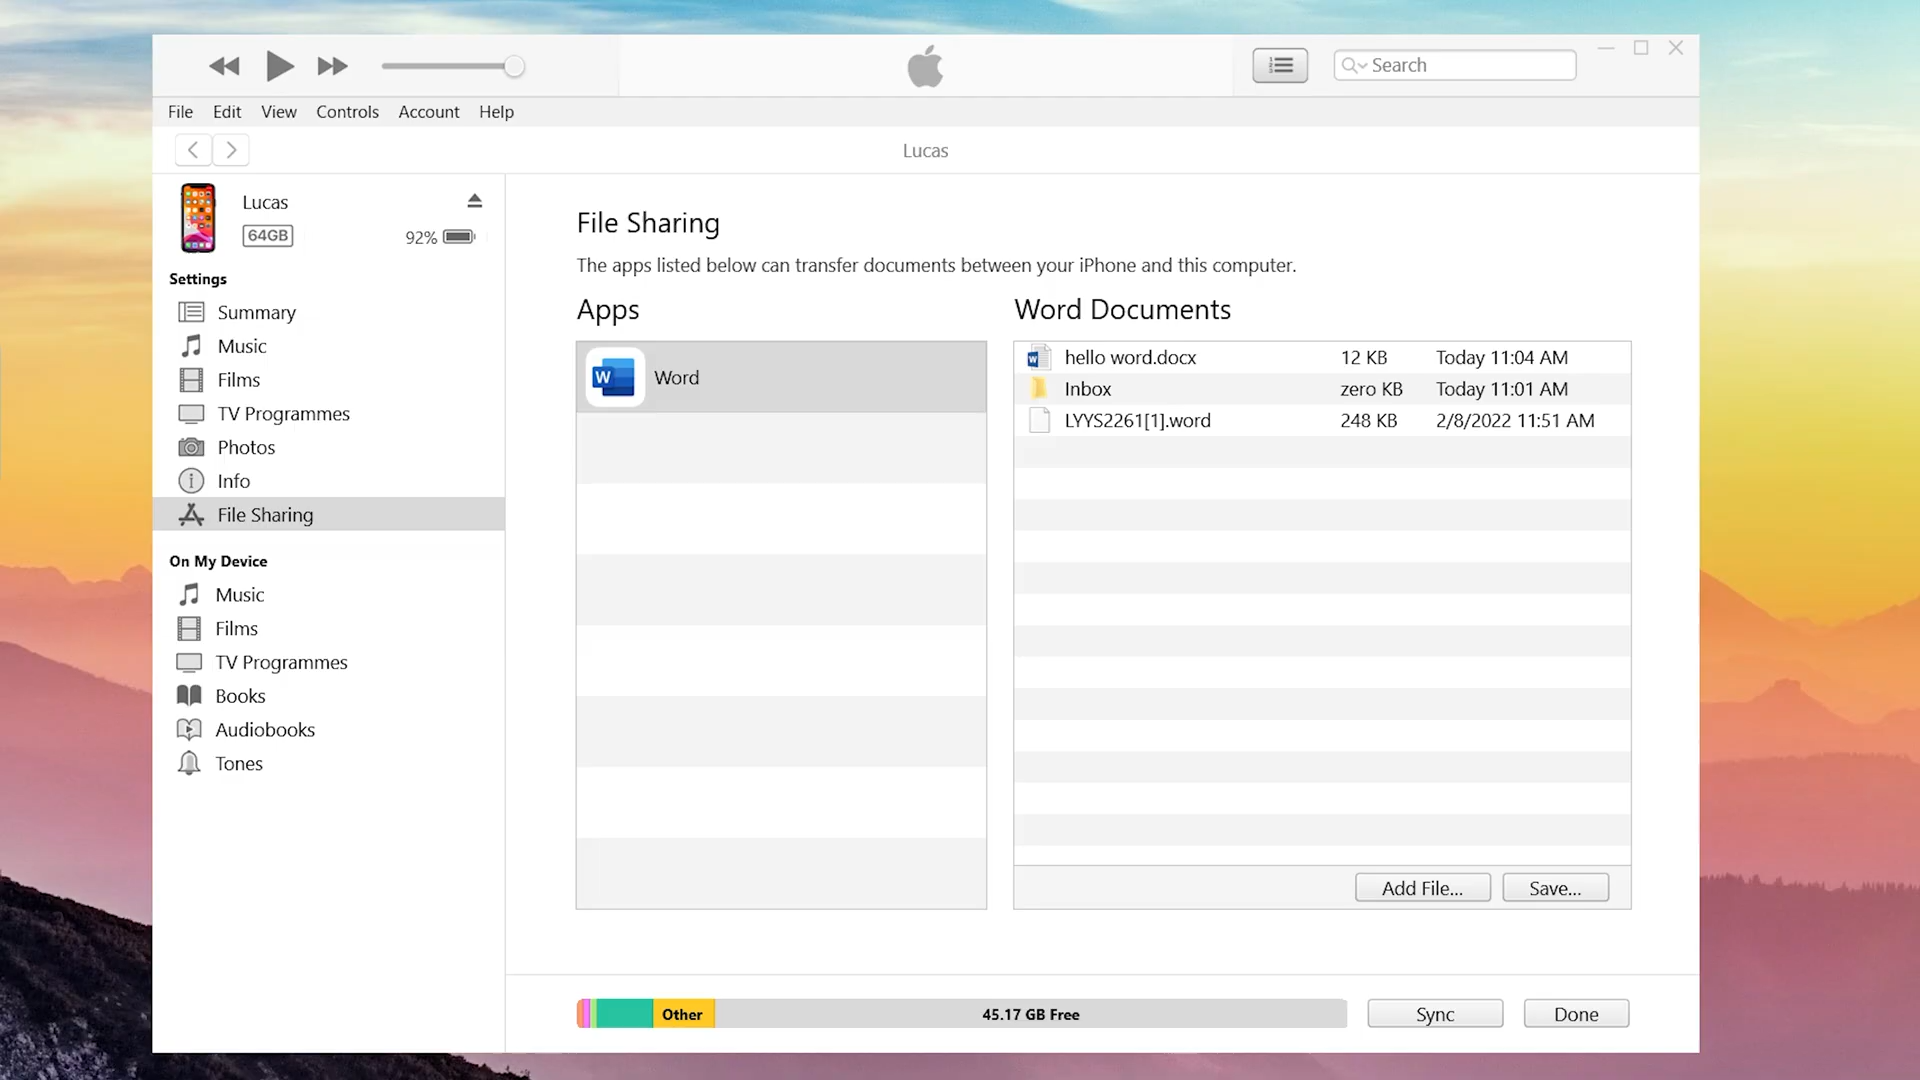 Search
File Edit View Controls Account Help
Lucas
Lucas
64GB
92%
Settings
Summary
Music
Films
TV Programmes
Photos
Info
File Sharing
On My Device
Music
Films
TV Programmes
Books
Audiobooks
Tones
File Sharing
The apps listed below can transfer documents between your iPhone and this computer.
Apps
W Word
Word Documents
hello word.docx 12 KB Today 11:04 AM
Inbox zero KB Today 11:01 AM
LYYS2261[1].word 248 KB 2/8/2022 11:51 AM
Add File... Save...
Other 45.17 GB Free Sync Done